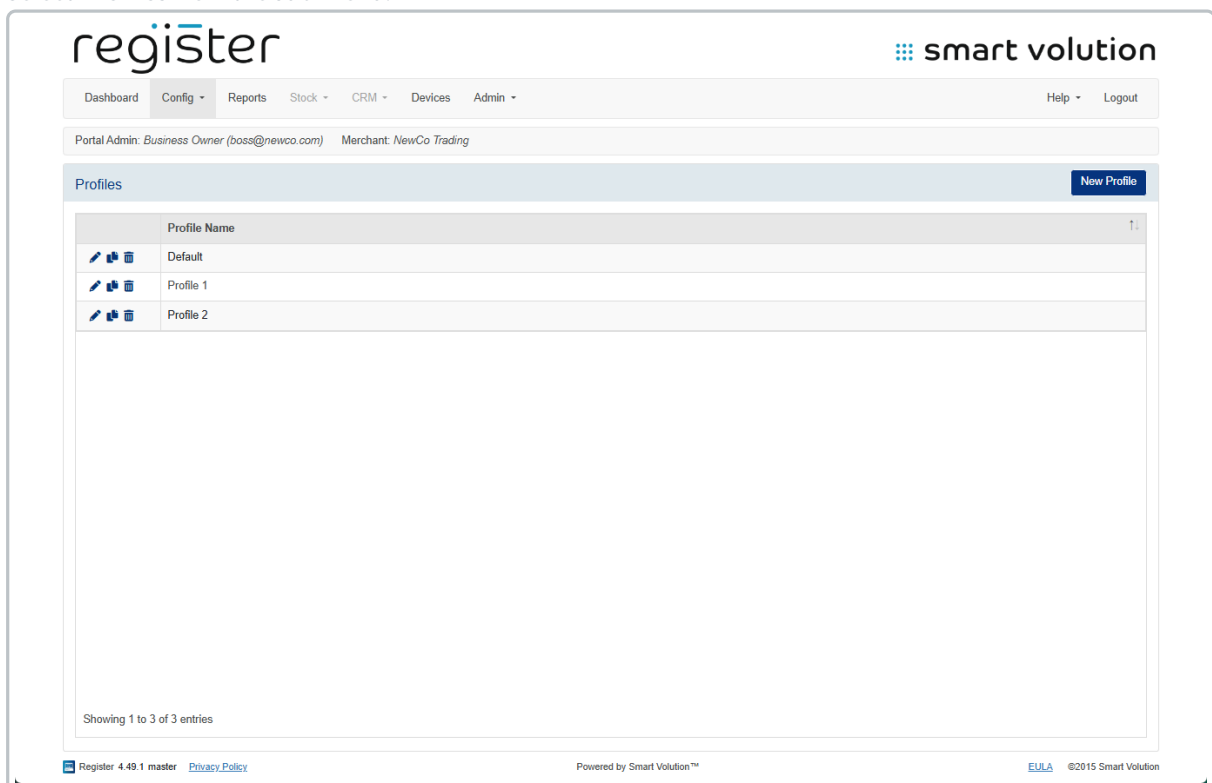 register
smart volution
Dashboard Config Reports Stock CRM Devices Admin Help Logout
Portal Admin: Business Owner (boss@newco.com) Merchant: NewCo Trading
Profiles New Profile
Profile Name
Default
Profile 1
Profile 2
Showing 1 to 3 of 3 entries
Register 4.49.1 master Privacy Policy Powered by Smart Volution™ EULA ©2015 Smart Volution